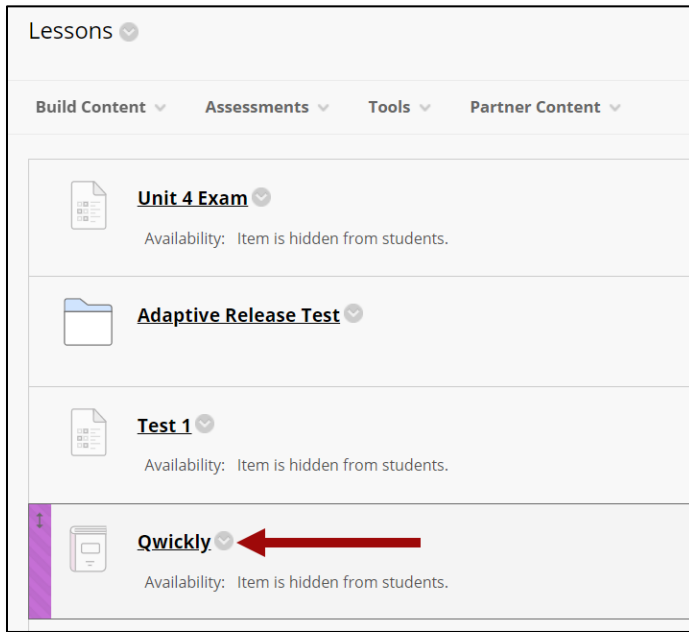 Lessons
Build Content Assessments Tools Partner Content
Unit 4 Exam
Availability: Item is hidden from students.
Adaptive Release Test
Test 1
Availability: Item is hidden from students.
Qwickly
Availability: Item is hidden from students.